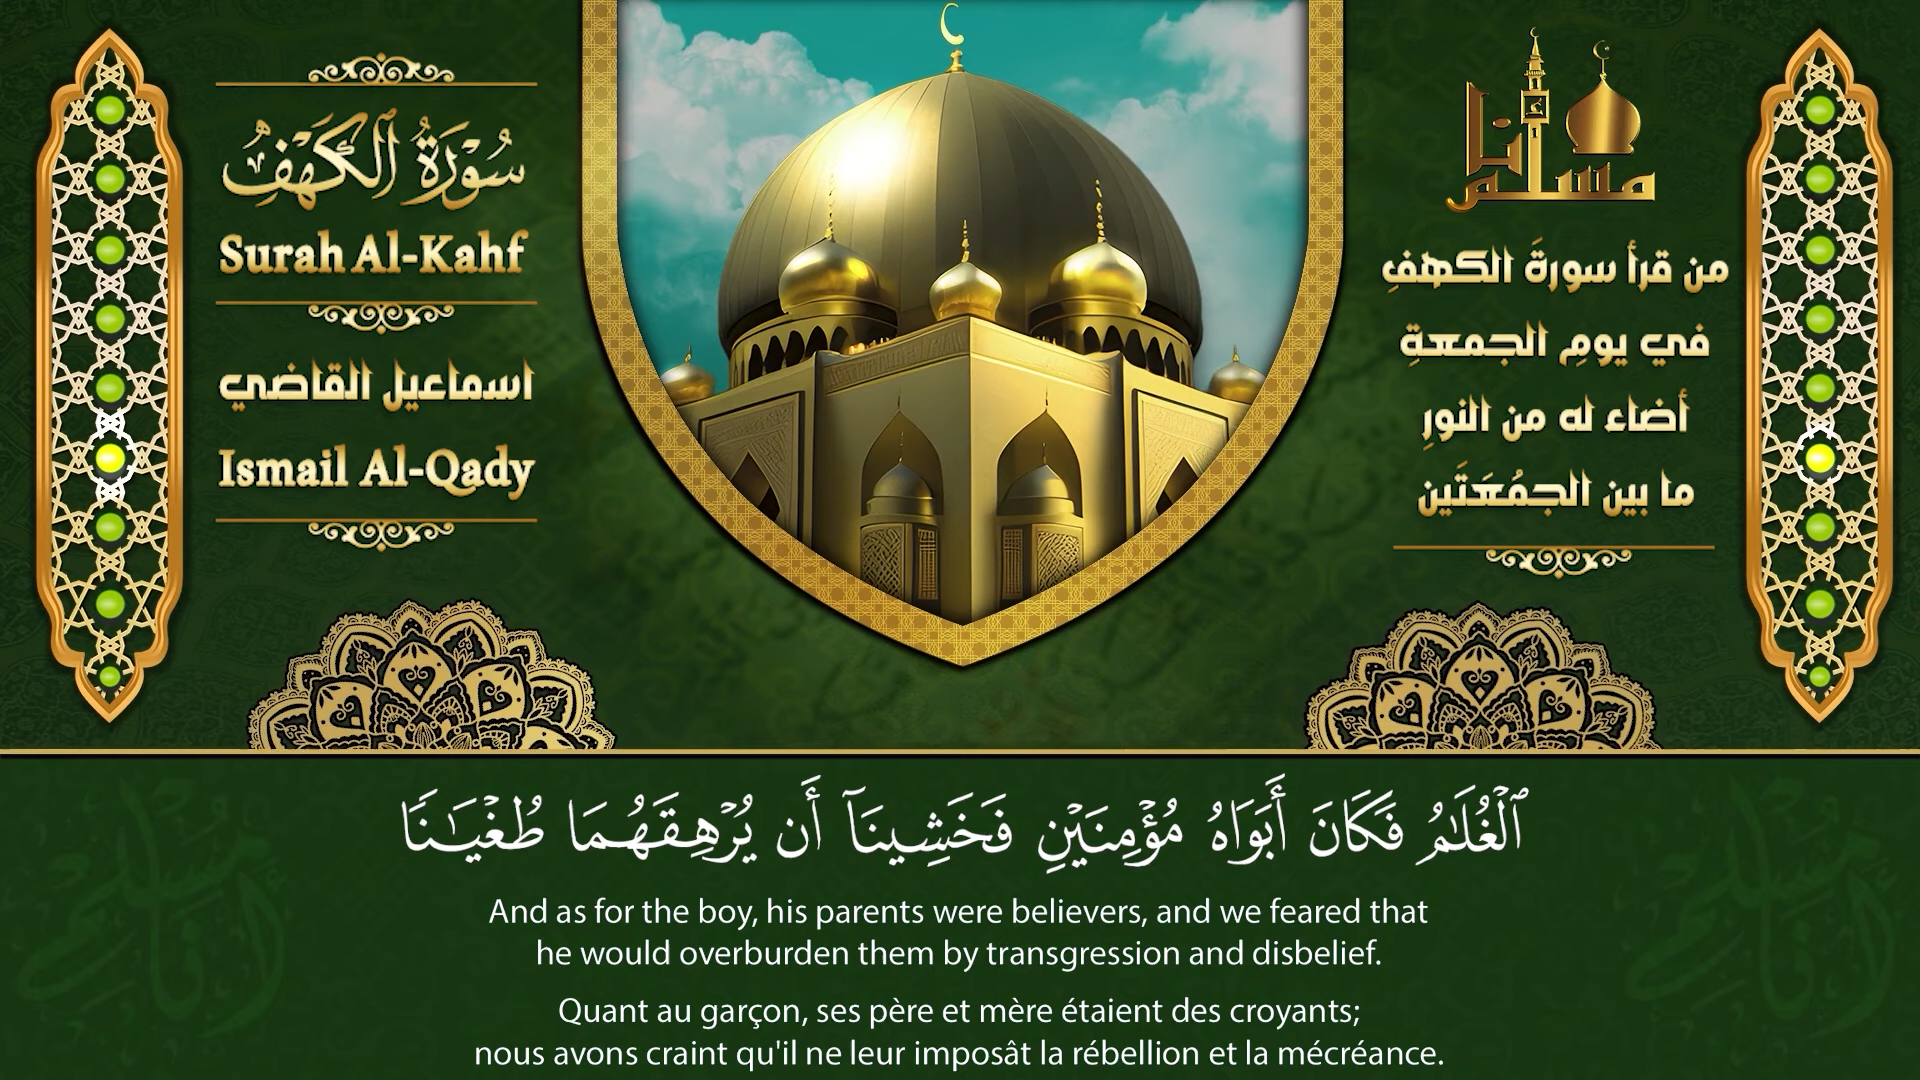 سُورَةُ ٱلْكَهْفِ
Surah Al-Kahf
اسماعيل القاضي
Ismail Al-Qady
أنا
مسلم
من قرأ سورةَ الكهفِ
في يومِ الجمعةِ
أضاء له من النورِ
ما بين الجمُعَتَين
ٱلْغُلَـٰمُ فَكَانَ أَبَوَاهُ مُؤْمِنَيْنِ فَخَشِينَآ أَن يُرْهِقَهُمَا طُغْيَـٰنًا
And as for the boy, his parents were believers, and we feared that
he would overburden them by transgression and disbelief.
Quant au garçon, ses père et mère étaient des croyants;
nous avons craint qu'il ne leur imposât la rébellion et la mécréance.